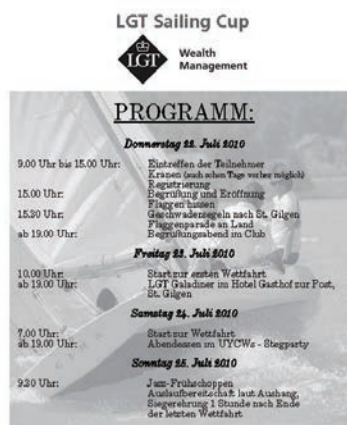 LGT Sailing Cup
LGT
Wealth
Management
PROGRAMM:
Donnerstag 22. Juli 2010
9.00 Uhr bis 15.00 Uhr: Eintreffen der Teilnehmer
Kranen (auch schon Tage vorher möglich)
Registrierung
15.00 Uhr: Begrüßung und Eröffnung
Flaggen hissen
15.30 Uhr: Geschwadersegeln nach St. Gilgen
Flaggenparade an Land
ab 19.00 Uhr: Begrüßungsabend im Club
Freitag 23. Juli 2010
10.00 Uhr: Start zur ersten Wettfahrt
ab 19.00 Uhr: LGT Galadiner im Hotel Gasthof zur Post,
St. Gilgen
Samstag 24. Juli 2010
7.00 Uhr: Start zur Wettfahrt
ab 19.00 Uhr: Abendessen im UYCWs - Stegparty
Sonntag 25. Juli 2010
9.30 Uhr: Jazz-Frühschoppen
Auslaufbereitschaft laut Aushang,
Siegerehrung 1 Stunde nach Ende
der letzten Wettfahrt